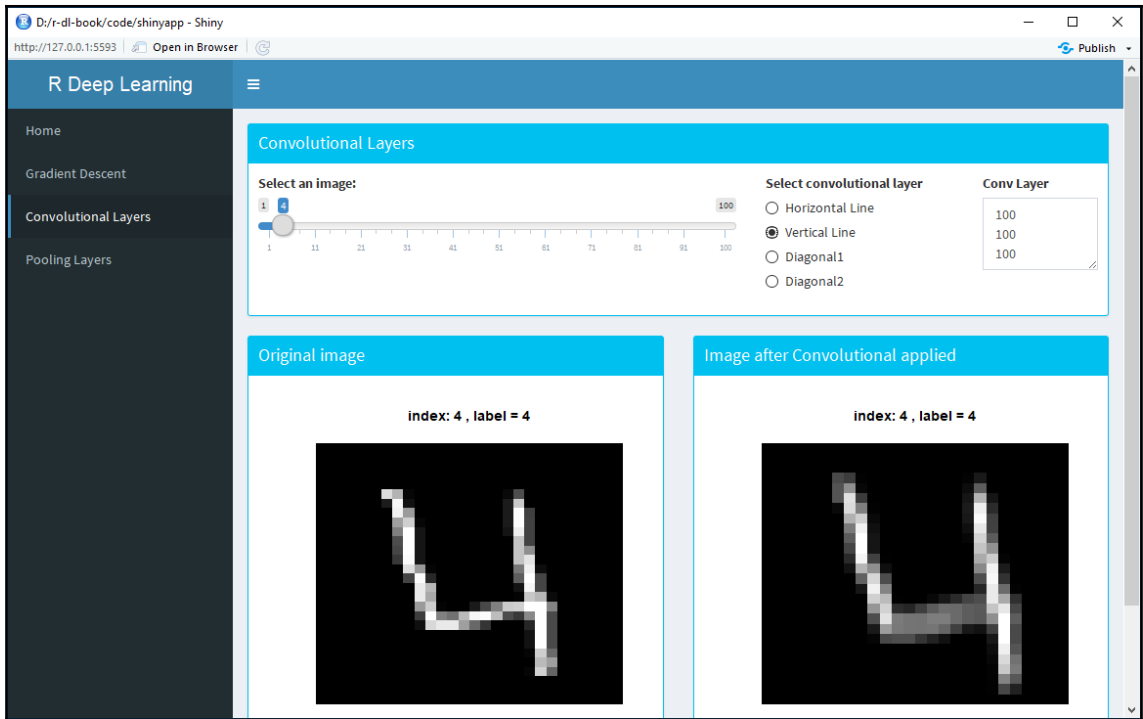 D:/r-dl-book/code/shinyapp - Shiny
http://127.0.0.1:5593 Open in Browser Publish
R Deep Learning
Home
Gradient Descent
Convolutional Layers
Pooling Layers
Convolutional Layers
Select an image:
1 4 100
1 11 21 31 41 51 61 71 81 91 100
Select convolutional layer
Horizontal Line
Vertical Line
Diagonal1
Diagonal2
Conv Layer
100
100
100
Original image
index: 4 , label = 4
Image after Convolutional applied
index: 4 , label = 4